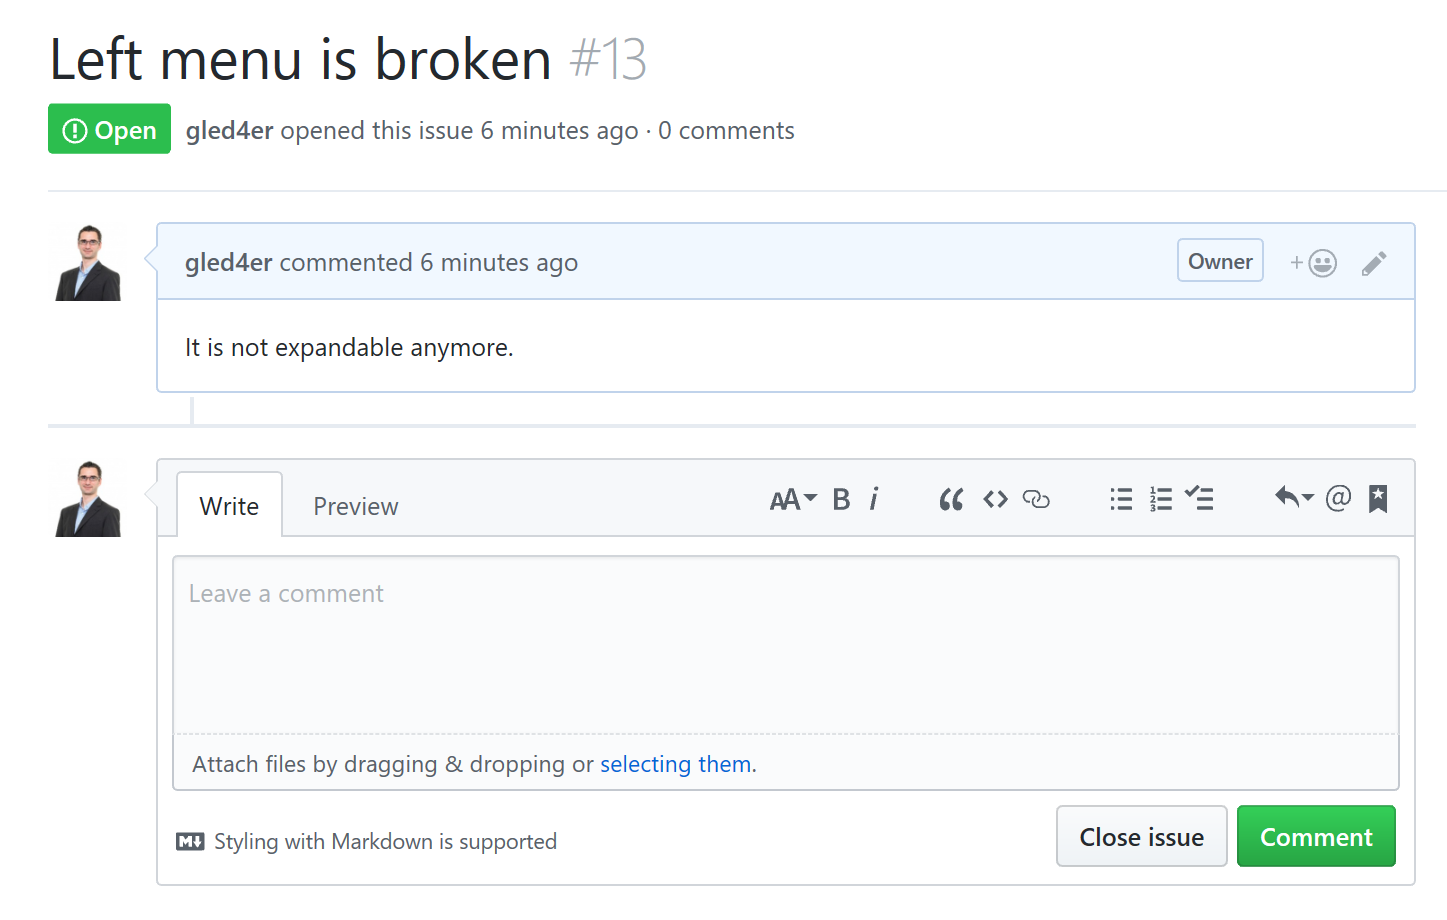 Left menu is broken #13
Open gled4er opened this issue 6 minutes ago · 0 comments
gled4er commented 6 minutes ago Owner +
It is not expandable anymore.
Write Preview AA B i @
Leave a comment
Attach files by dragging & dropping or selecting them.
M Styling with Markdown is supported Close issue Comment